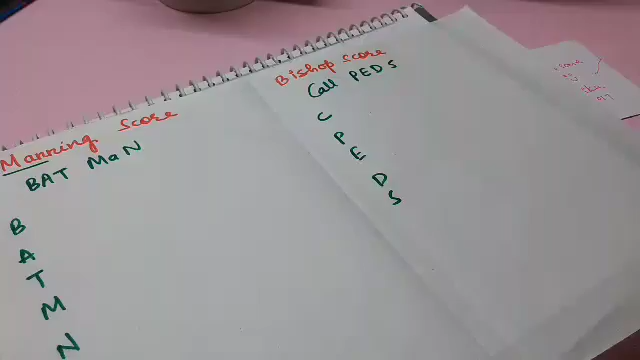 Manning Score
BAT MaN
B
A
T
M
N
Bishop Score
Call PEDS
C
P
E
D
S